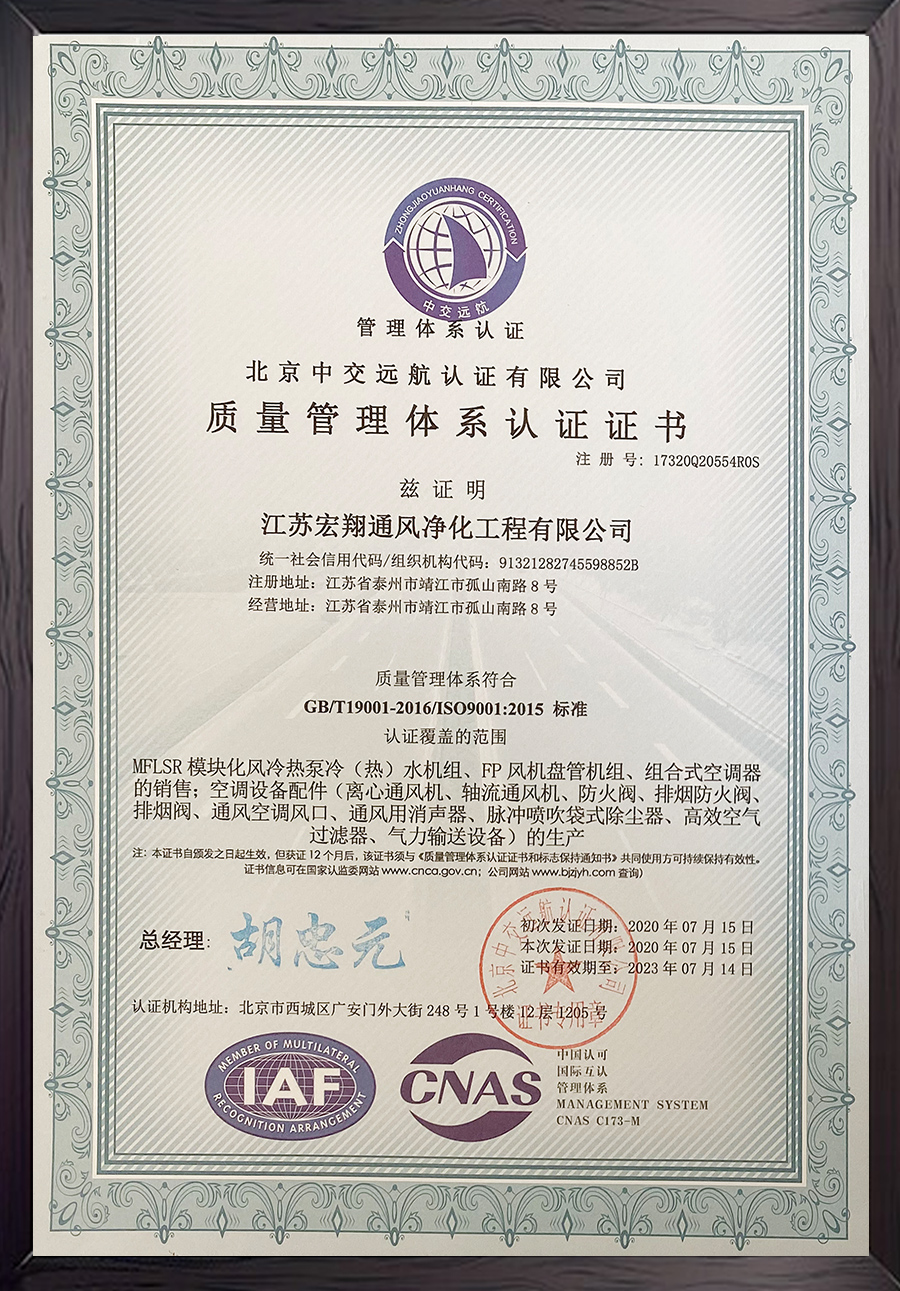 ZHONGJIAOYUANHANG CERTIFICATION
中交远航
管理体系认证
北京中交远航认证有限公司
质量管理体系认证证书
注册号: 17320Q20554R0S
兹证明
江苏宏翔通风净化工程有限公司
统一社会信用代码/组织机构代码: 91321282745598852B
注册地址: 江苏省泰州市靖江市孤山南路8号
经营地址: 江苏省泰州市靖江市孤山南路8号
质量管理体系符合
GB/T19001-2016/ISO9001:2015 标准
认证覆盖的范围
MFLSR 模块化风冷热泵冷（热）水机组、FP 风机盘管机组、组合式空调器
的销售；空调设备配件（离心通风机、轴流通风机、防火阀、排烟防火阀、
排烟阀、通风空调风口、通风用消声器、脉冲喷吹袋式除尘器、高效空气
过滤器、气力输送设备）的生产
注: 本证书自颁发之日起生效，但获证 12 个月后，该证书须与《质量管理体系认证证书和标志保持通知书》共同使用方可持续保持有效性。
证书信息可在国家认监委网站 www.cnca.gov.cn；公司网站 www.bjzjyh.com 查询)
总经理: 胡忠元
初次发证日期: 2020 年 07 月 15 日
本次发证日期: 2020 年 07 月 15 日
证书有效期至: 2023 年 07 月 14 日
北京中交远航认证有限公司
证书专用章
认证机构地址: 北京市西城区广安门外大街 248 号 1 号楼 12 层 1205 号
MEMBER OF MULTILATERAL
IAF
RECOGNITION ARRANGEMENT
CNAS
中国认可
国际互认
管理体系
MANAGEMENT SYSTEM
CNAS C173-M